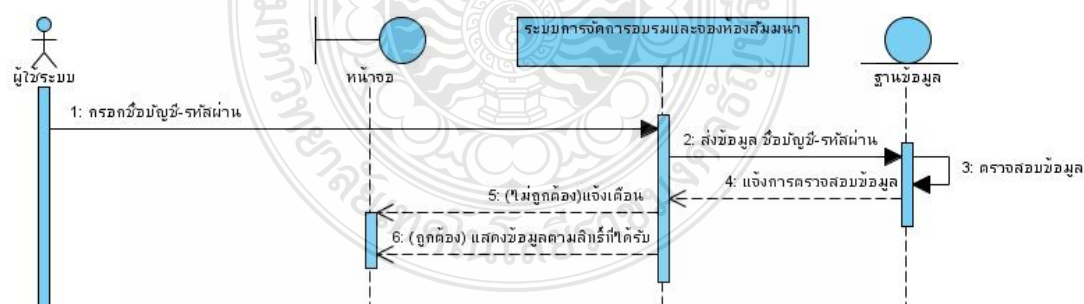 ระบบการจัดการอบรมและจองห้องสัมมนา
ผู้ใช้ระบบ
หน้าจอ
ฐานข้อมูล
1: กรอกชื่อบัญชี-รหัสผ่าน
2: ส่งข้อมูล ชื่อบัญชี-รหัสผ่าน
3: ตรวจสอบข้อมูล
4: แจ้งการตรวจสอบข้อมูล
5: (ไม่ถูกต้อง)แจ้งเตือน
6: (ถูกต้อง) แสดงข้อมูลตามสิทธิ์ที่ได้รับ